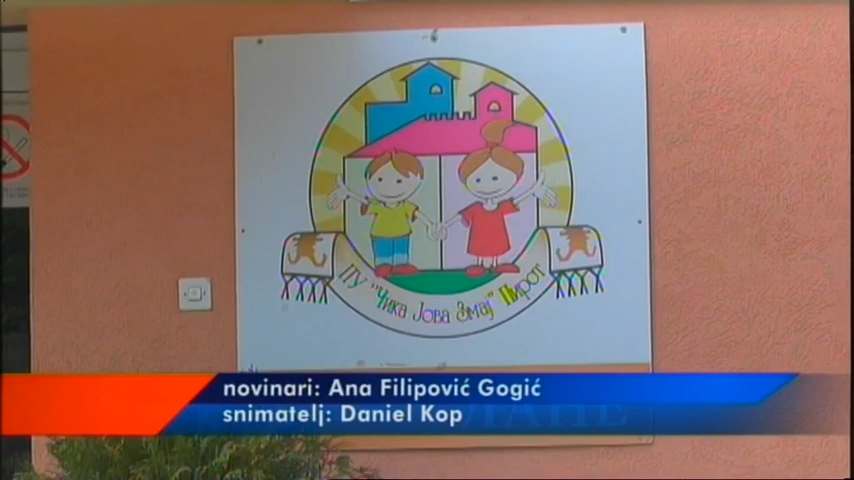 ПУ "Чика Јова Змај" Пирот
novinari: Ana Filipović Gogić
snimatelj: Daniel Kop